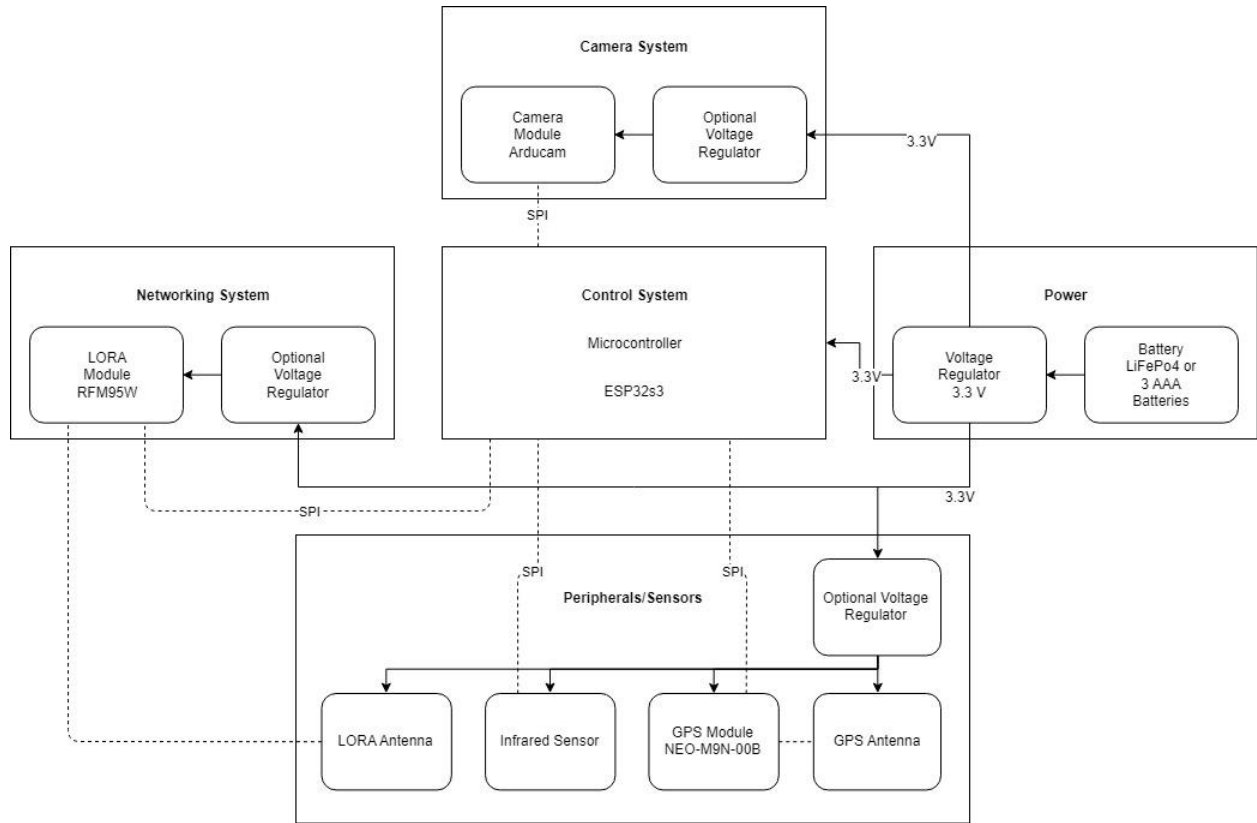 Camera System
Camera
Module
Arducam
Optional
Voltage
Regulator
3.3V
SPI
Networking System
LORA
Module
RFM95W
Optional
Voltage
Regulator
Control System
Microcontroller
ESP32s3
Power
3.3V
Voltage
Regulator
3.3 V
Battery
LiFePo4 or
3 AAA
Batteries
3.3V
SPI
SPI
SPI
Peripherals/Sensors
Optional Voltage
Regulator
LORA Antenna
Infrared Sensor
GPS Module
NEO-M9N-00B
GPS Antenna